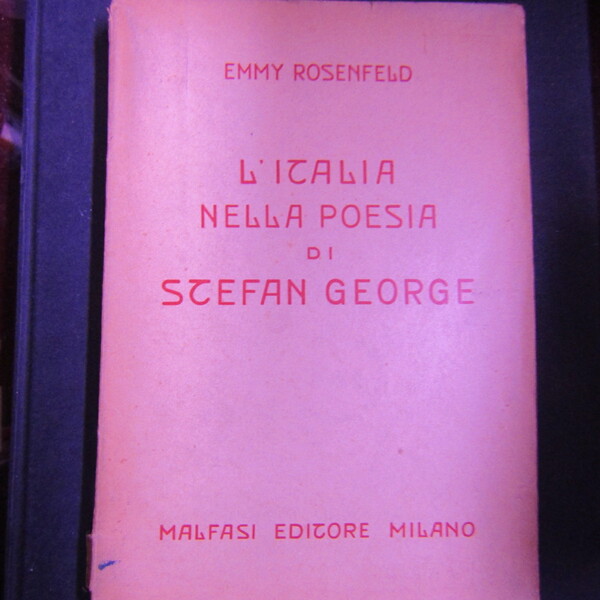 EMMY ROSENFELD
L'ITALIA
NELLA POESIA
DI
STEFAN GEORGE
MALFASI EDITORE MILANO